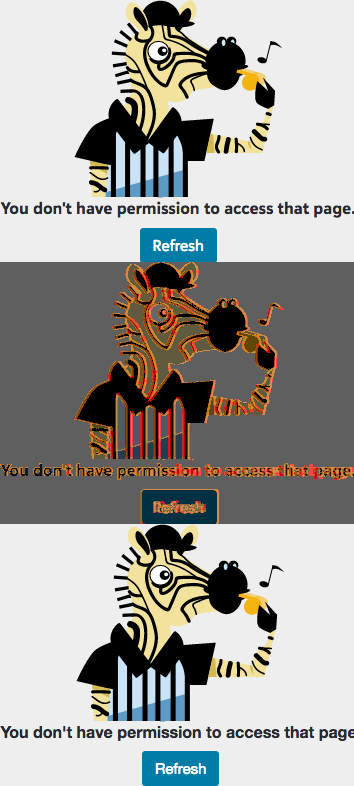 You don't have permission to access that page.
Refresh
You don't have permission to access that page.
Refresh
You don't have permission to access that page
Refresh